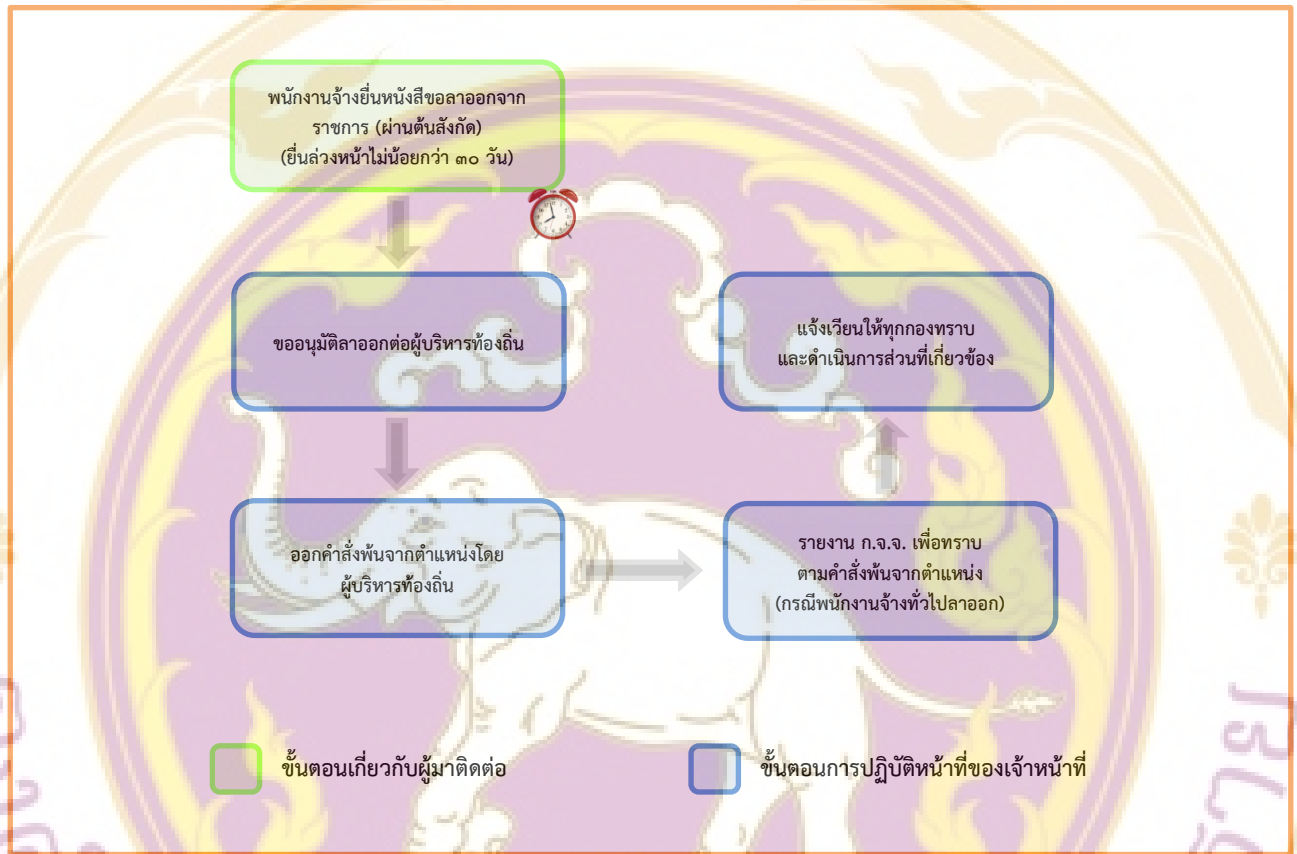 พนักงานจ้างยื่นหนังสือขอลาออกจาก
ราชการ (ผ่านต้นสังกัด)
(ยื่นล่วงหน้าไม่น้อยกว่า ๓๐ วัน)
ขออนุมัติลาออกต่อผู้บริหารท้องถิ่น
ออกคำสั่งพ้นจากตำแหน่งโดย
ผู้บริหารท้องถิ่น
รายงาน ก.จ.จ. เพื่อทราบ
ตามคำสั่งพ้นจากตำแหน่ง
(กรณีพนักงานจ้างทั่วไปลาออก)
แจ้งเวียนให้ทุกกองทราบ
และดำเนินการส่วนที่เกี่ยวข้อง
ขั้นตอนเกี่ยวกับผู้มาติดต่อ
ขั้นตอนการปฏิบัติหน้าที่ของเจ้าหน้าที่